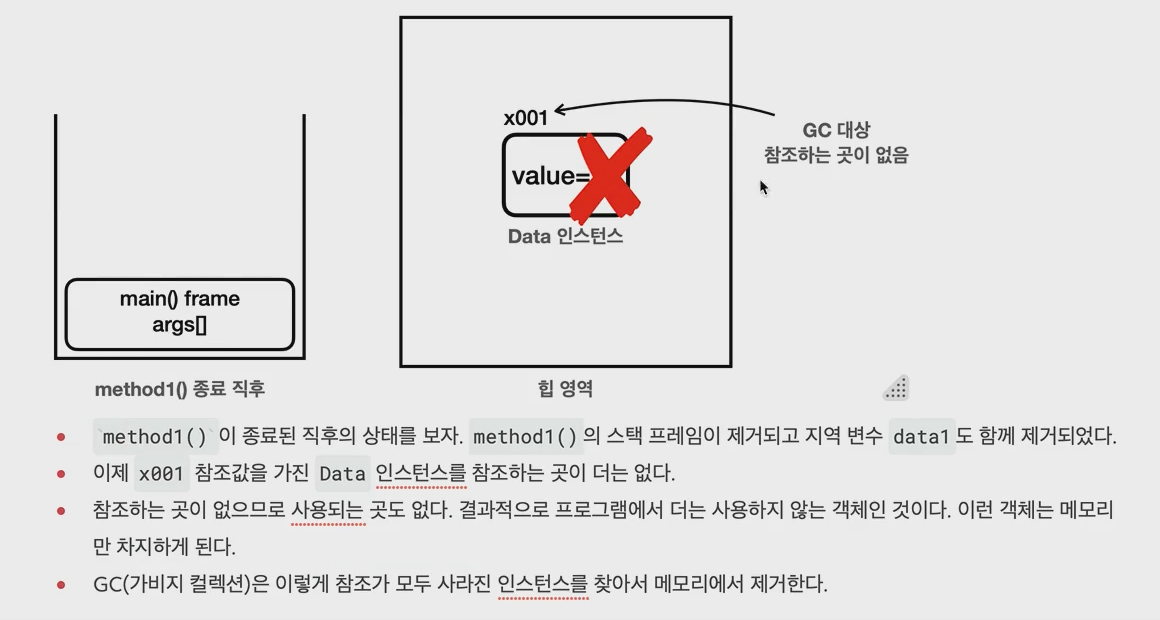 x001
value=
Data 인스턴스
GC 대상
참조하는 곳이 없음
main() frame
args[]
method1() 종료 직후
힙 영역
`method1()`이 종료된 직후의 상태를 보자. method1()의 스택 프레임이 제거되고 지역 변수 data1도 함께 제거되었다.
이제 x001 참조값을 가진 Data 인스턴스를 참조하는 곳이 더는 없다.
참조하는 곳이 없으므로 사용되는 곳도 없다. 결과적으로 프로그램에서 더는 사용하지 않는 객체인 것이다. 이런 객체는 메모리
만 차지하게 된다.
GC(가비지 컬렉션)은 이렇게 참조가 모두 사라진 인스턴스를 찾아서 메모리에서 제거한다.